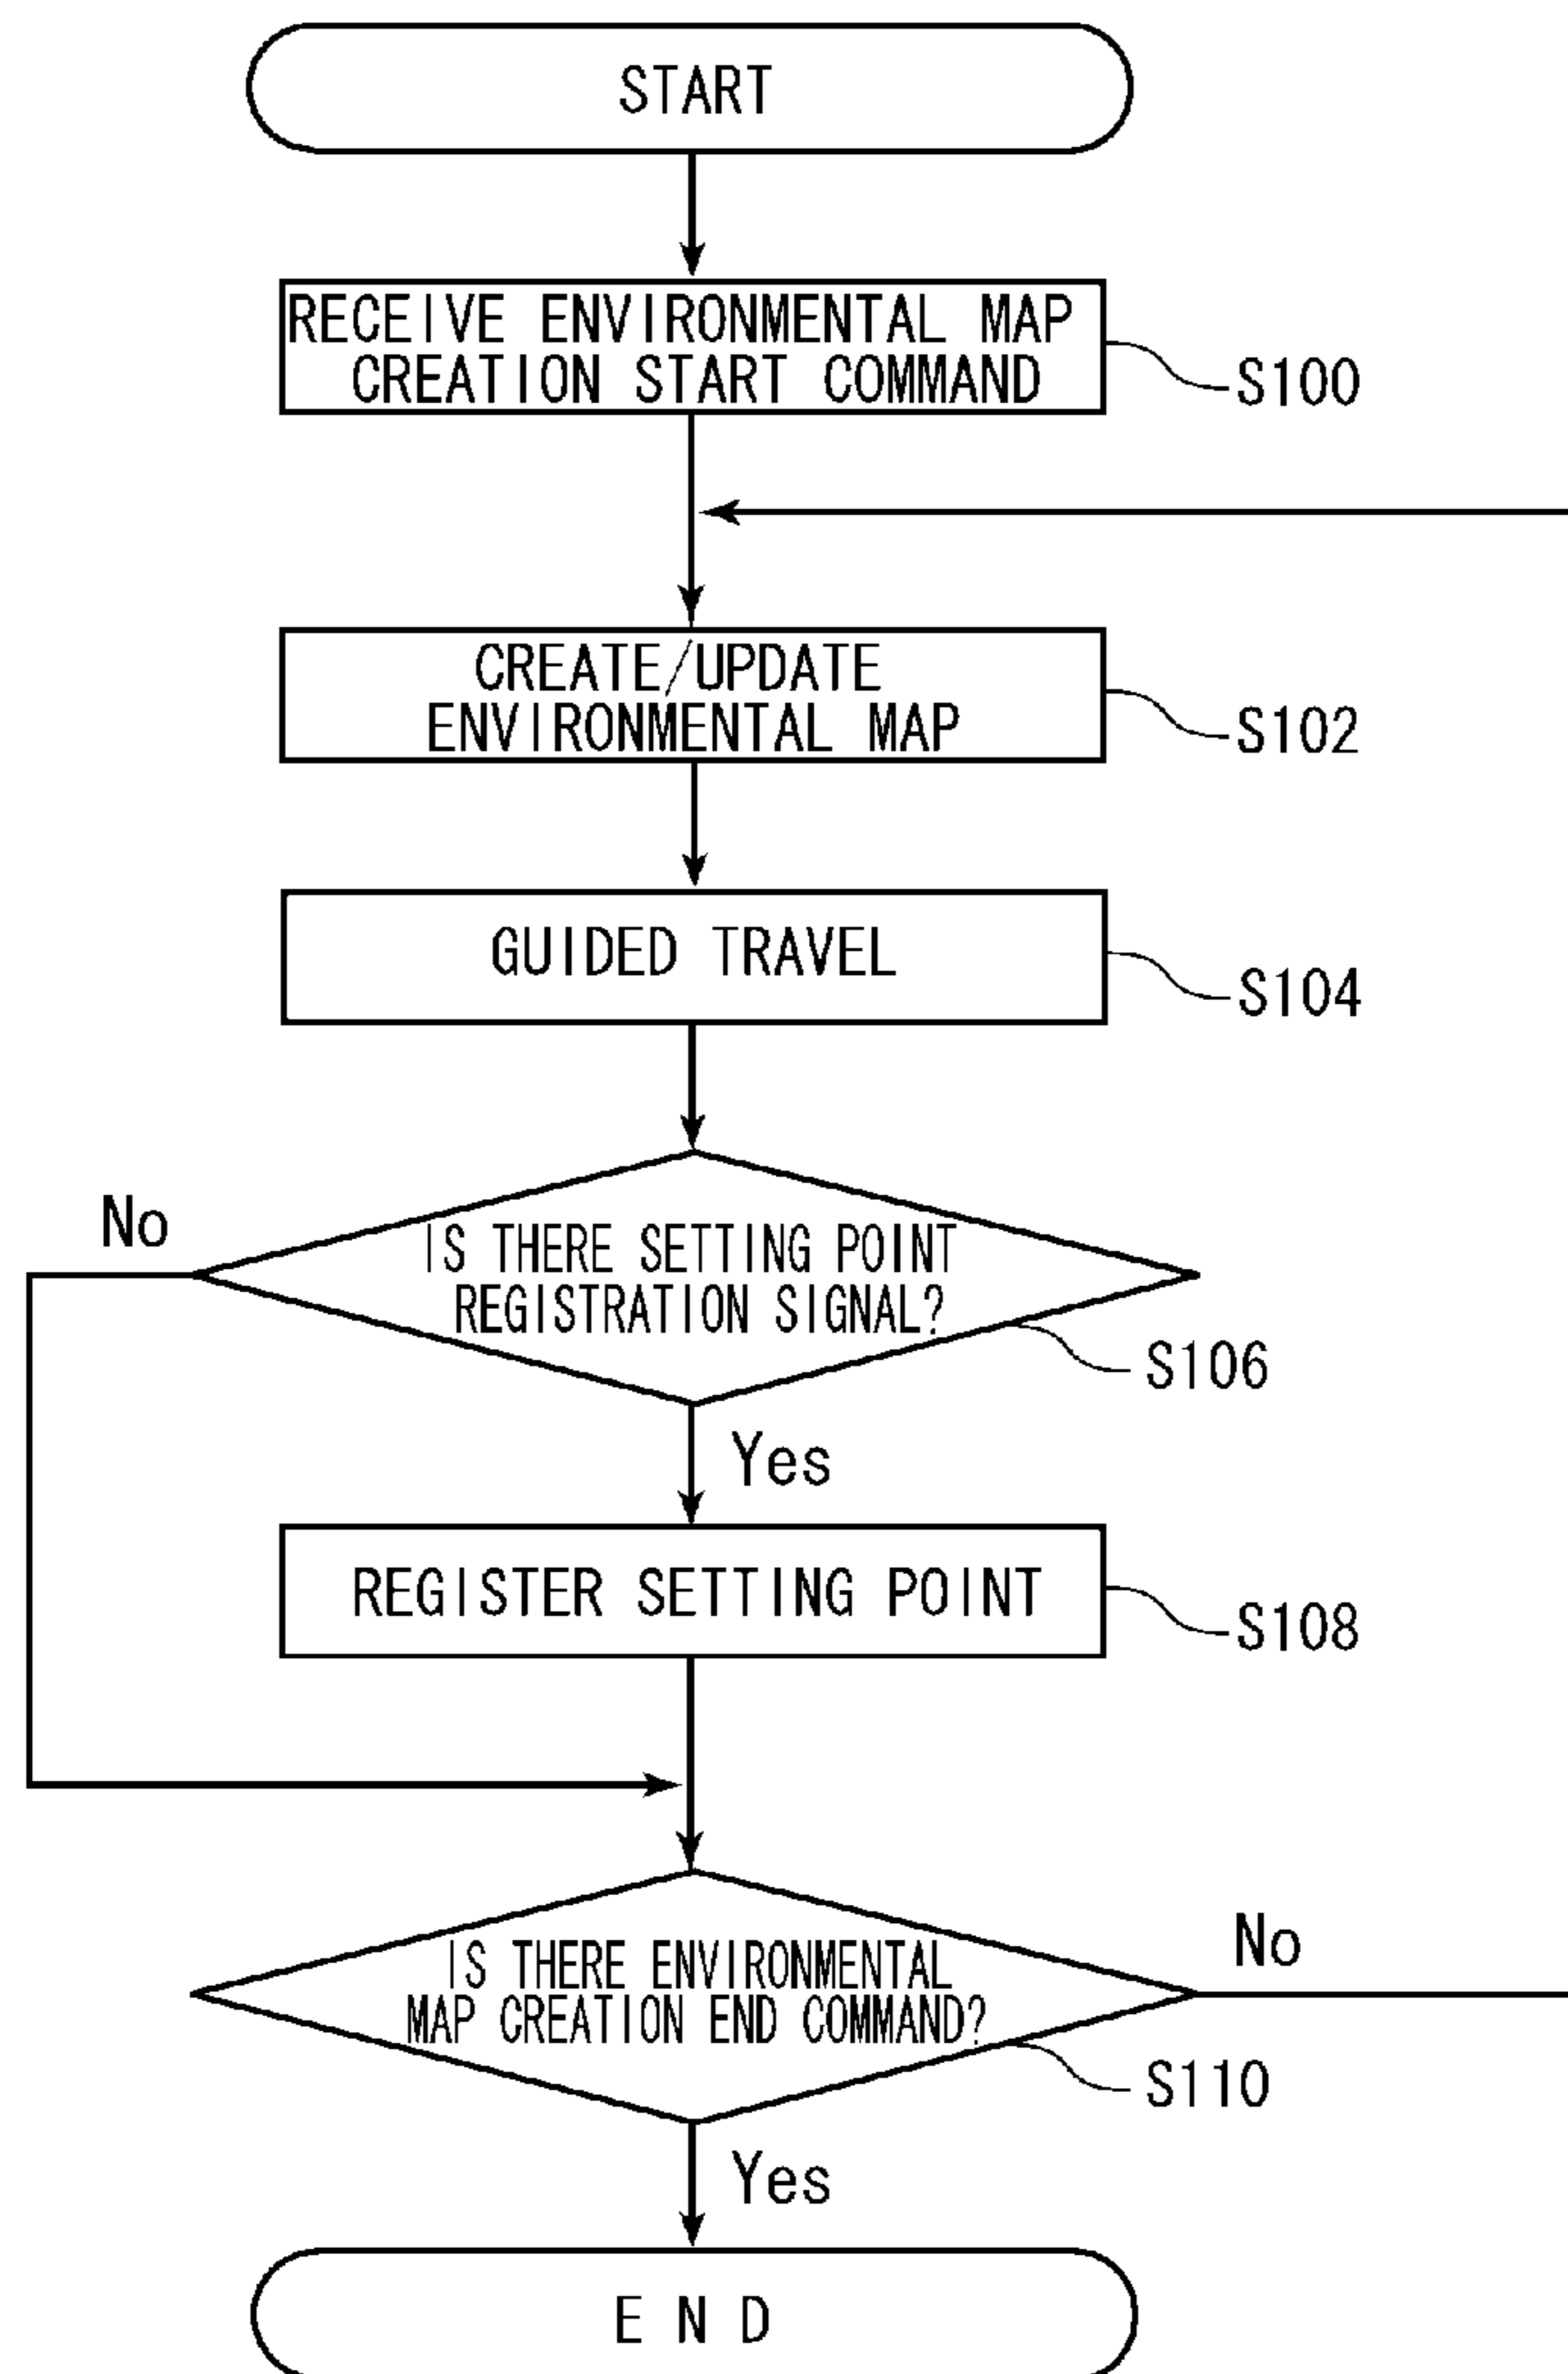 START
RECEIVE ENVIRONMENTAL MAP
CREATION START COMMAND
S100
CREATE/UPDATE
ENVIRONMENTAL MAP
S102
GUIDED TRAVEL
S104
No
IS THERE SETTING POINT
REGISTRATION SIGNAL?
S106
Yes
REGISTER SETTING POINT
S108
No
IS THERE ENVIRONMENTAL
MAP CREATION END COMMAND?
S110
Yes
END